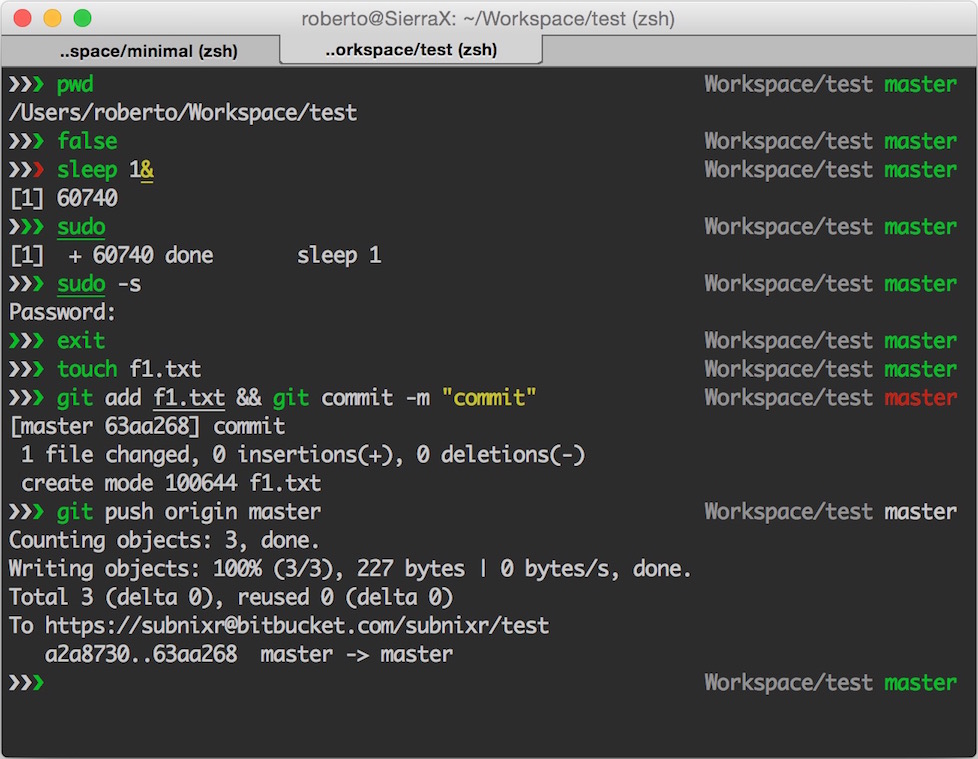 roberto@SierraX: ~/Workspace/test (zsh)
..space/minimal (zsh) ..orkspace/test (zsh)
❯❯❯ pwd Workspace/test master
/Users/roberto/Workspace/test
❯❯❯ false Workspace/test master
❯❯❯ sleep 1& Workspace/test master
[1] 60740
❯❯❯ sudo Workspace/test master
[1]  + 60740 done       sleep 1
❯❯❯ sudo -s Workspace/test master
Password:
❯❯❯ exit Workspace/test master
❯❯❯ touch f1.txt Workspace/test master
❯❯❯ git add f1.txt && git commit -m "commit" Workspace/test master
[master 63aa268] commit
 1 file changed, 0 insertions(+), 0 deletions(-)
 create mode 100644 f1.txt
❯❯❯ git push origin master Workspace/test master
Counting objects: 3, done.
Writing objects: 100% (3/3), 227 bytes | 0 bytes/s, done.
Total 3 (delta 0), reused 0 (delta 0)
To https://subnixr@bitbucket.com/subnixr/test
   a2a8730..63aa268  master -> master
❯❯❯ Workspace/test master